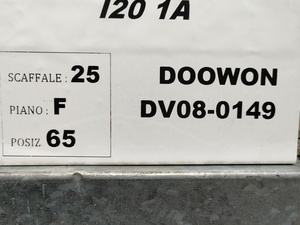 I20 1A
SCAFFALE : 25
PIANO : F
POSIZ 65
DOOWON
DV08-0149